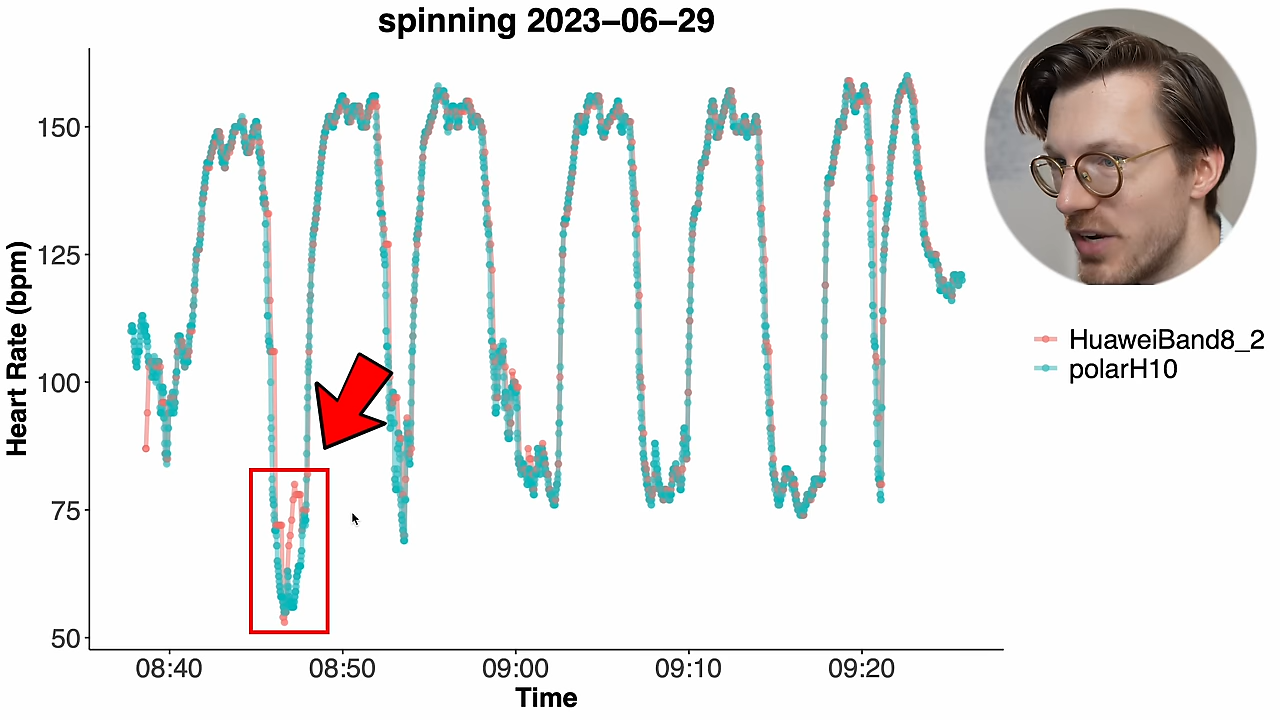 spinning 2023–06–29
Heart Rate (bpm)
150
125
100
75
50
08:40
08:50
09:00
09:10
09:20
Time
HuaweiBand8_2
polarH10